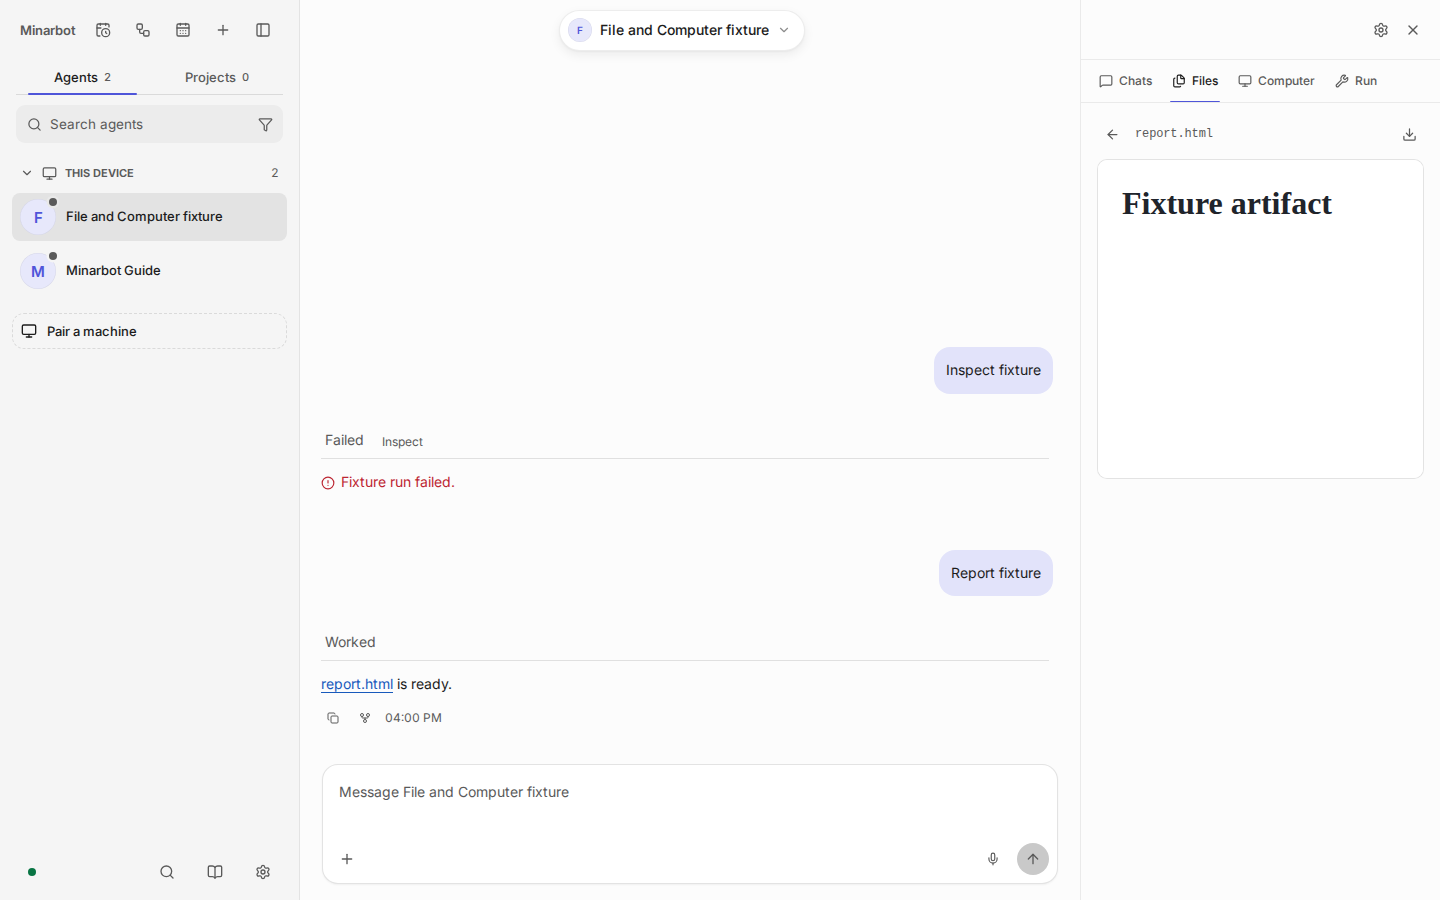 Minarbot
Agents 2
Projects 0
Search agents
THIS DEVICE 2
F File and Computer fixture
M Minarbot Guide
Pair a machine
F File and Computer fixture
Inspect fixture
Failed Inspect
Fixture run failed.
Report fixture
Worked
report.html is ready.
04:00 PM
Message File and Computer fixture
Chats Files Computer Run
report.html
Fixture artifact